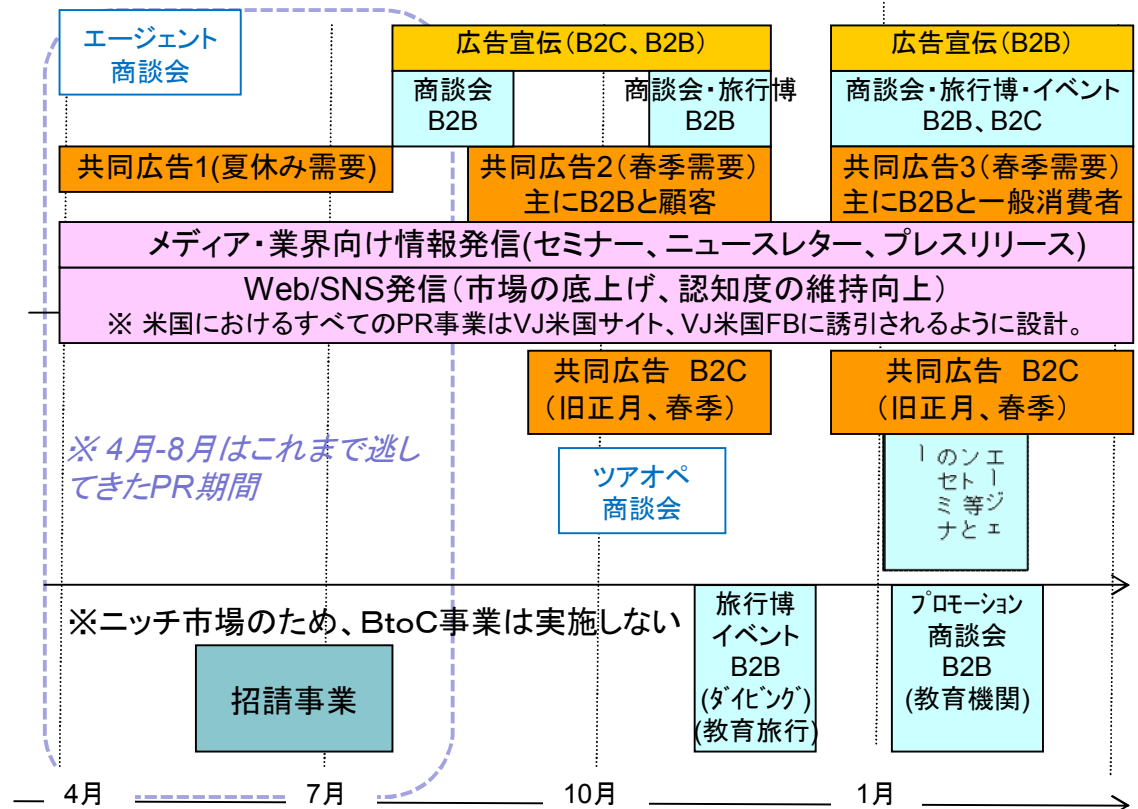 エージェント
商談会
広告宣伝(B2C、B2B)
広告宣伝(B2B)
商談会
B2B
商談会・旅行博
B2B
商談会・旅行博・イベント
B2B、B2C
共同広告1(夏休み需要)
共同広告2(春季需要)
主にB2Bと顧客
共同広告3(春季需要)
主にB2Bと一般消費者
メディア・業界向け情報発信(セミナー、ニュースレター、プレスリリース)
Web/SNS発信(市場の底上げ、認知度の維持向上)
※ 米国におけるすべてのPR事業はVJ米国サイト、VJ米国FBに誘引されるように設計。
共同広告 B2C
(旧正月、春季)
共同広告 B2C
(旧正月、春季)
※ 4月-8月はこれまで逃し
てきたPR期間
ツアオペ
商談会
エージェ
ント等と
のセミナ
ー
※ニッチ市場のため、BtoC事業は実施しない
招請事業
旅行博
イベント
B2B
(ダイビング)
(教育旅行)
プロモーション
商談会
B2B
(教育機関)
4月
7月
10月
1月